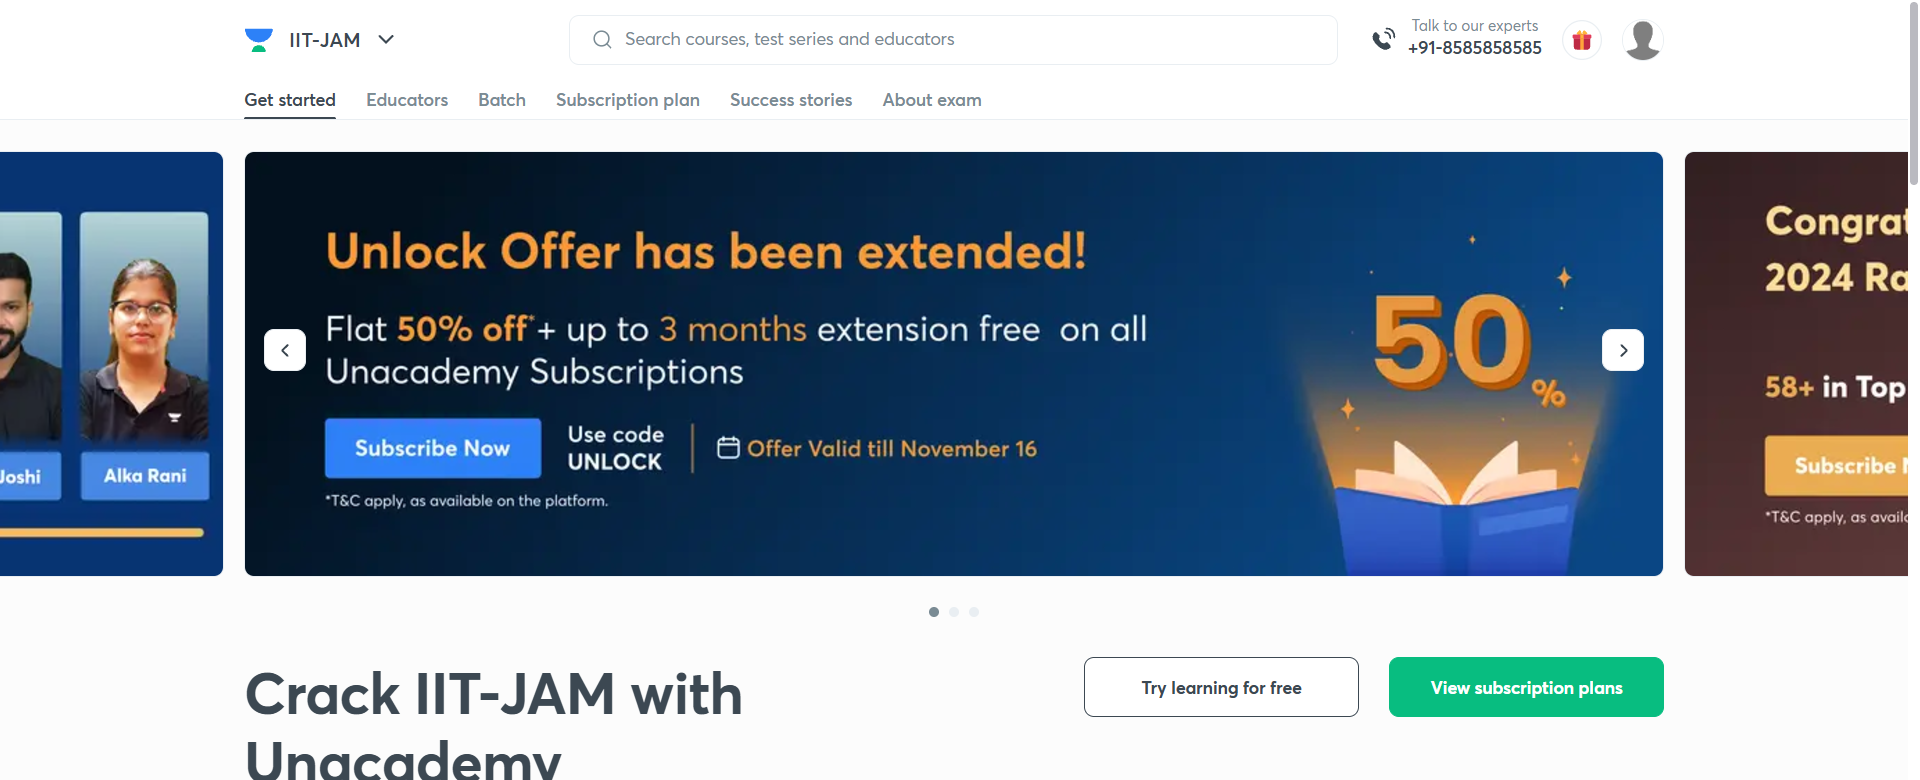 IIT-JAM
Search courses, test series and educators
Talk to our experts
+91-8585858585
Get started
Educators
Batch
Subscription plan
Success stories
About exam
Joshi
Alka Rani
Unlock Offer has been extended!
Flat 50% off*+ up to 3 months extension free on all
Unacademy Subscriptions
Subscribe Now
Use code
UNLOCK
Offer Valid till November 16
*T&C apply, as available on the platform.
50
%
Congrat
2024 Ra
58+ in Top
Subscribe
*T&C apply, as availa
Crack IIT-JAM with
Unacademy
Try learning for free
View subscription plans